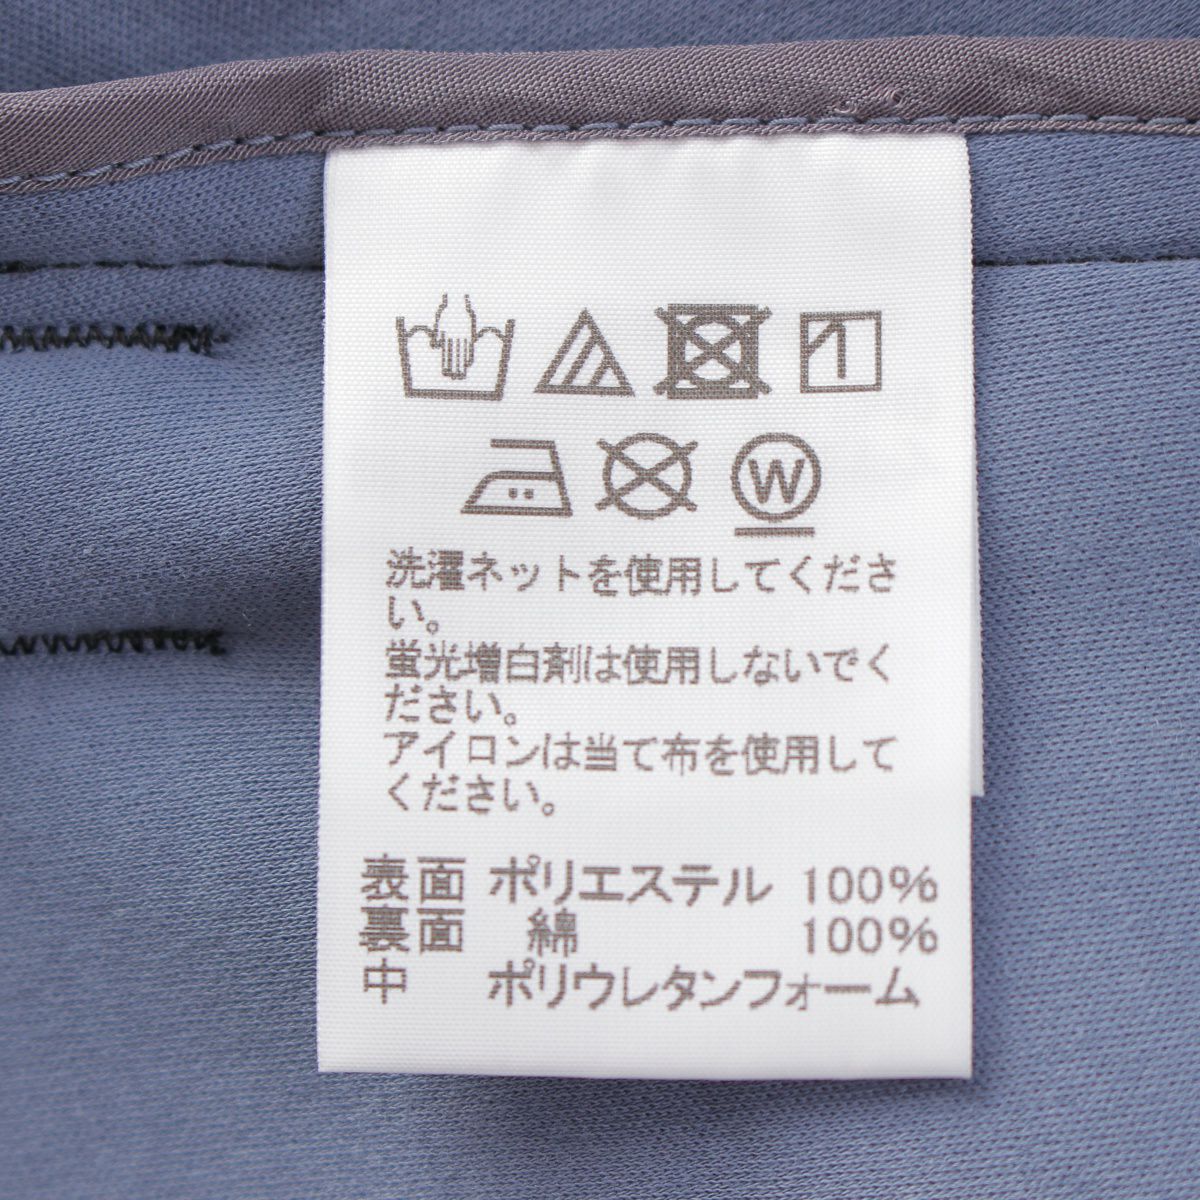 W
洗濯ネットを使用してくださ
い。
蛍光増白剤は使用しないでく
ださい。
アイロンは当て布を使用して
ください。
表面 ポリエステル 100%
裏面 綿 100%
中 ポリウレタンフォーム